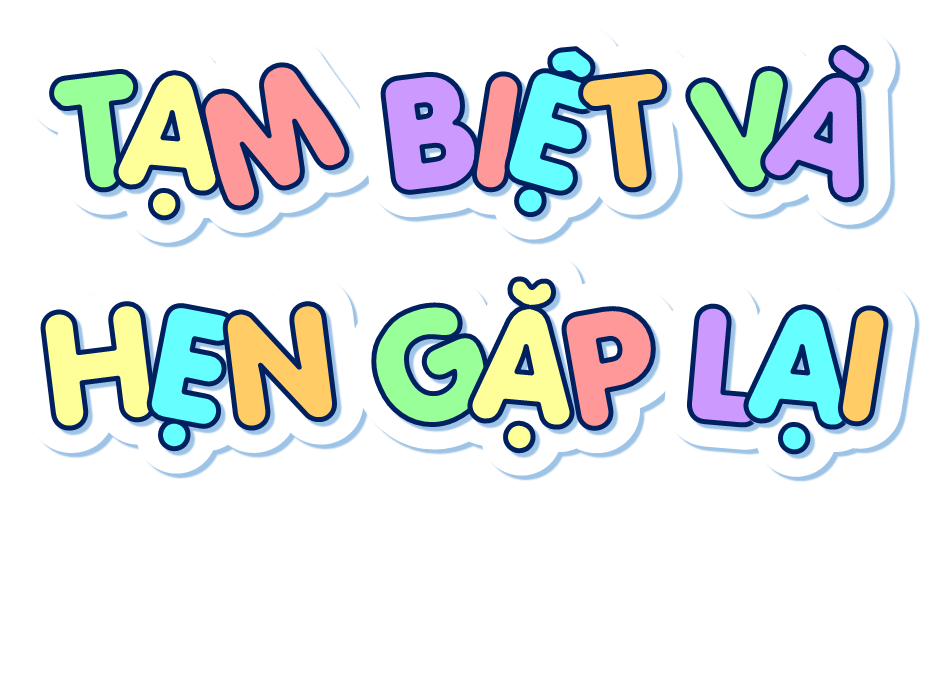 TẠM BIỆT VÀ
HẸN GẶP LẠI